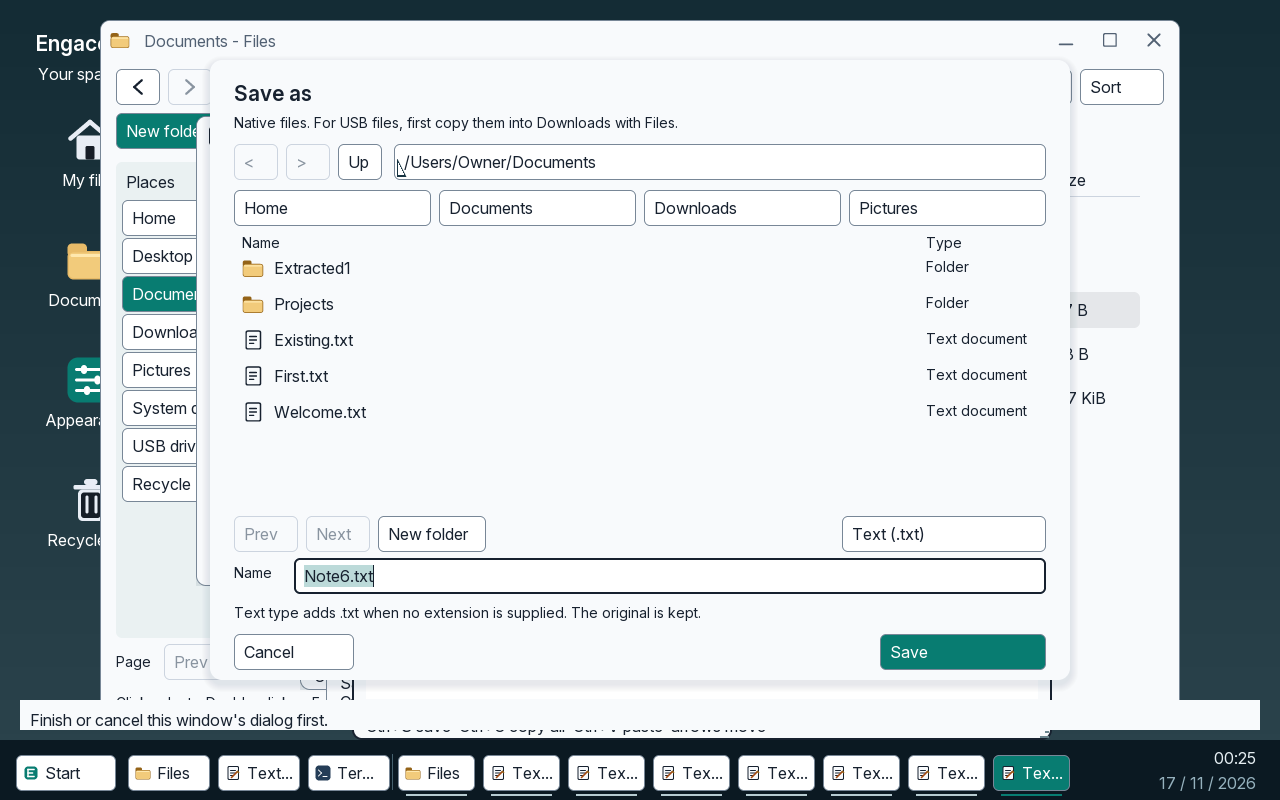 Documents - Files
Sort
New folde
Places
Home
Desktop
Documen
Downloa
Pictures
System d
USB driv
Recycle
Page
Prev
Your spa
My fil
Docum
Appeara
Recycle
Save as
Native files. For USB files, first copy them into Downloads with Files.
<
>
Up
/Users/Owner/Documents
Home
Documents
Downloads
Pictures
Name
Type
Extracted1
Folder
Projects
Folder
Existing.txt
Text document
First.txt
Text document
Welcome.txt
Text document
Prev
Next
New folder
Text (.txt)
Name
Note6.txt
Text type adds .txt when no extension is supplied. The original is kept.
Cancel
Save
ze
B
B
KiB
Finish or cancel this window's dialog first.
Start
Files
Text...
Ter...
Files
Tex...
Tex...
Tex...
Tex...
Tex...
Tex...
Tex...
00:25
17 / 11 / 2026